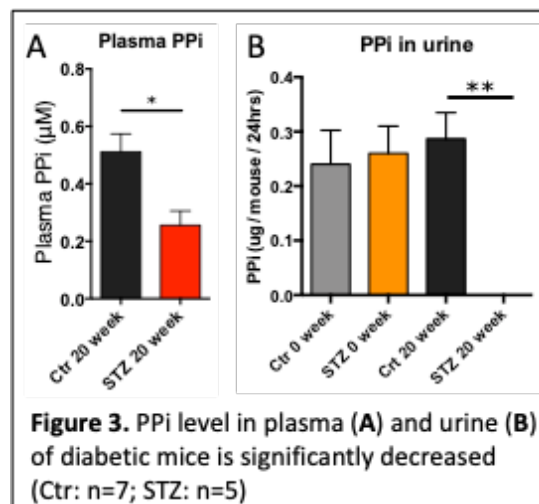 A
Plasma PPi
Plasma PPi (μM)
0.8
0.6
0.4
0.2
0.0
*
Ctr 20 week
STZ 20 week
B
PPi in urine
PPi (ug/mouse/24hrs)
0.4
0.3
0.2
0.1
0.0
**
Ctr 0 week
STZ 0 week
Crt 20 week
STZ 20 week
Figure 3. PPi level in plasma (A) and urine (B)
of diabetic mice is significantly decreased
(Ctr: n=7; STZ: n=5)